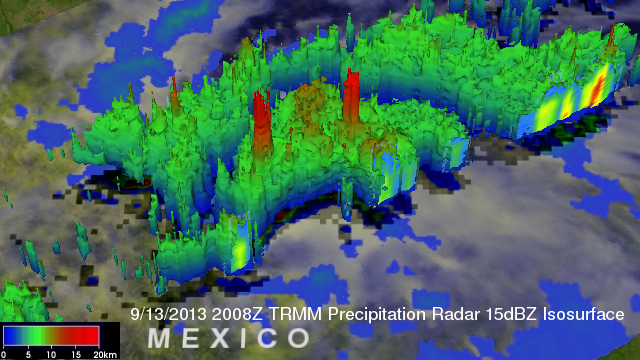 9/13/2013 2008Z TRMM Precipitation Radar 15dBZ Isosurface
MEXICO
0 5 10 15 20km